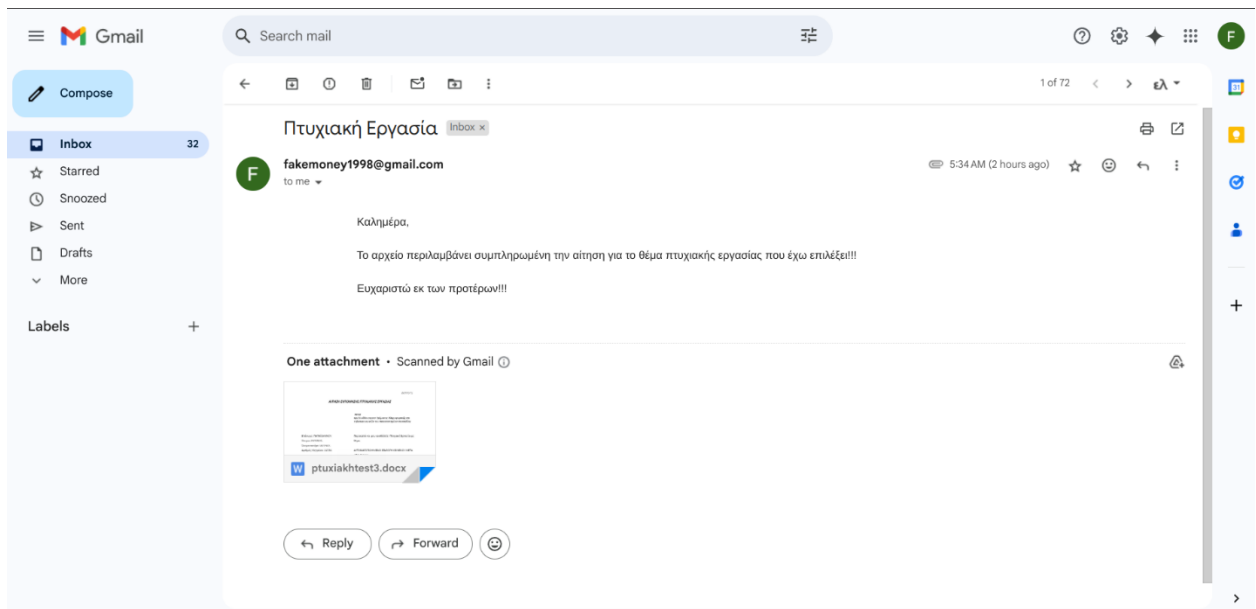 Gmail
Search mail
F
Compose
1 of 72
ελ
31
Πτυχιακή Εργασία Inbox ×
Inbox 32
Starred
Snoozed
Sent
Drafts
More
Labels
F
fakemoney1998@gmail.com
5:34 AM (2 hours ago)
to me
Καλημέρα,
Το αρχείο περιλαμβάνει συμπληρωμένη την αίτηση για το θέμα πτυχιακής εργασίας που έχω επιλέξει!!!
Ευχαριστώ εκ των προτέρων!!!
One attachment • Scanned by Gmail
W ptuxiakhtest3.docx
Reply
Forward